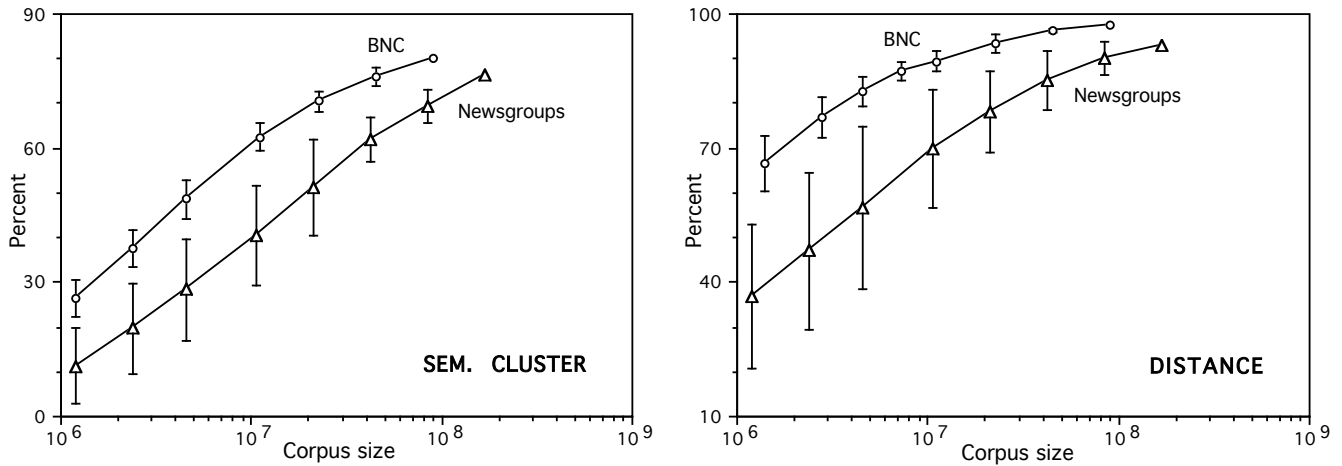 90
60
30
0
Percent
BNC
Newsgroups
SEM. CLUSTER
10^6
10^7
10^8
10^9
Corpus size
100
70
40
10
Percent
BNC
Newsgroups
DISTANCE
10^6
10^7
10^8
10^9
Corpus size